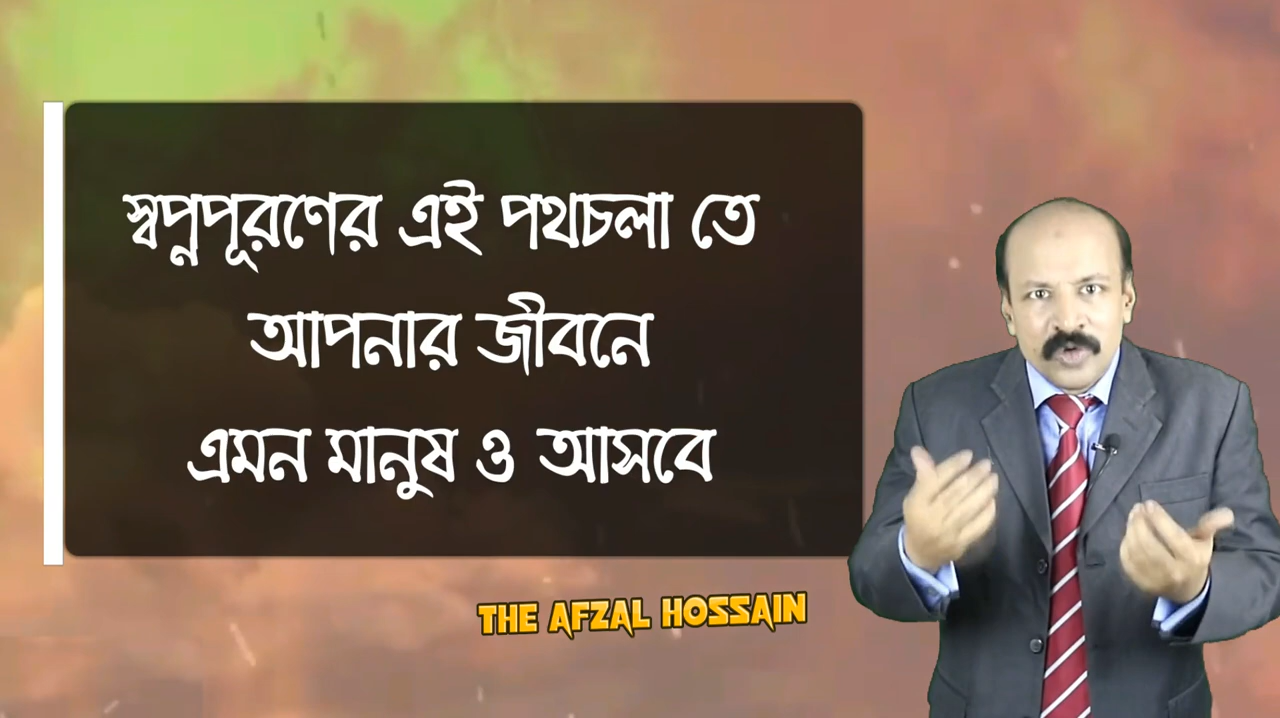 স্বপ্নপূরণের এই পথচলা তে
আপনার জীবনে
এমন মানুষ ও আসবে
THE AFZAL HOSSAIN